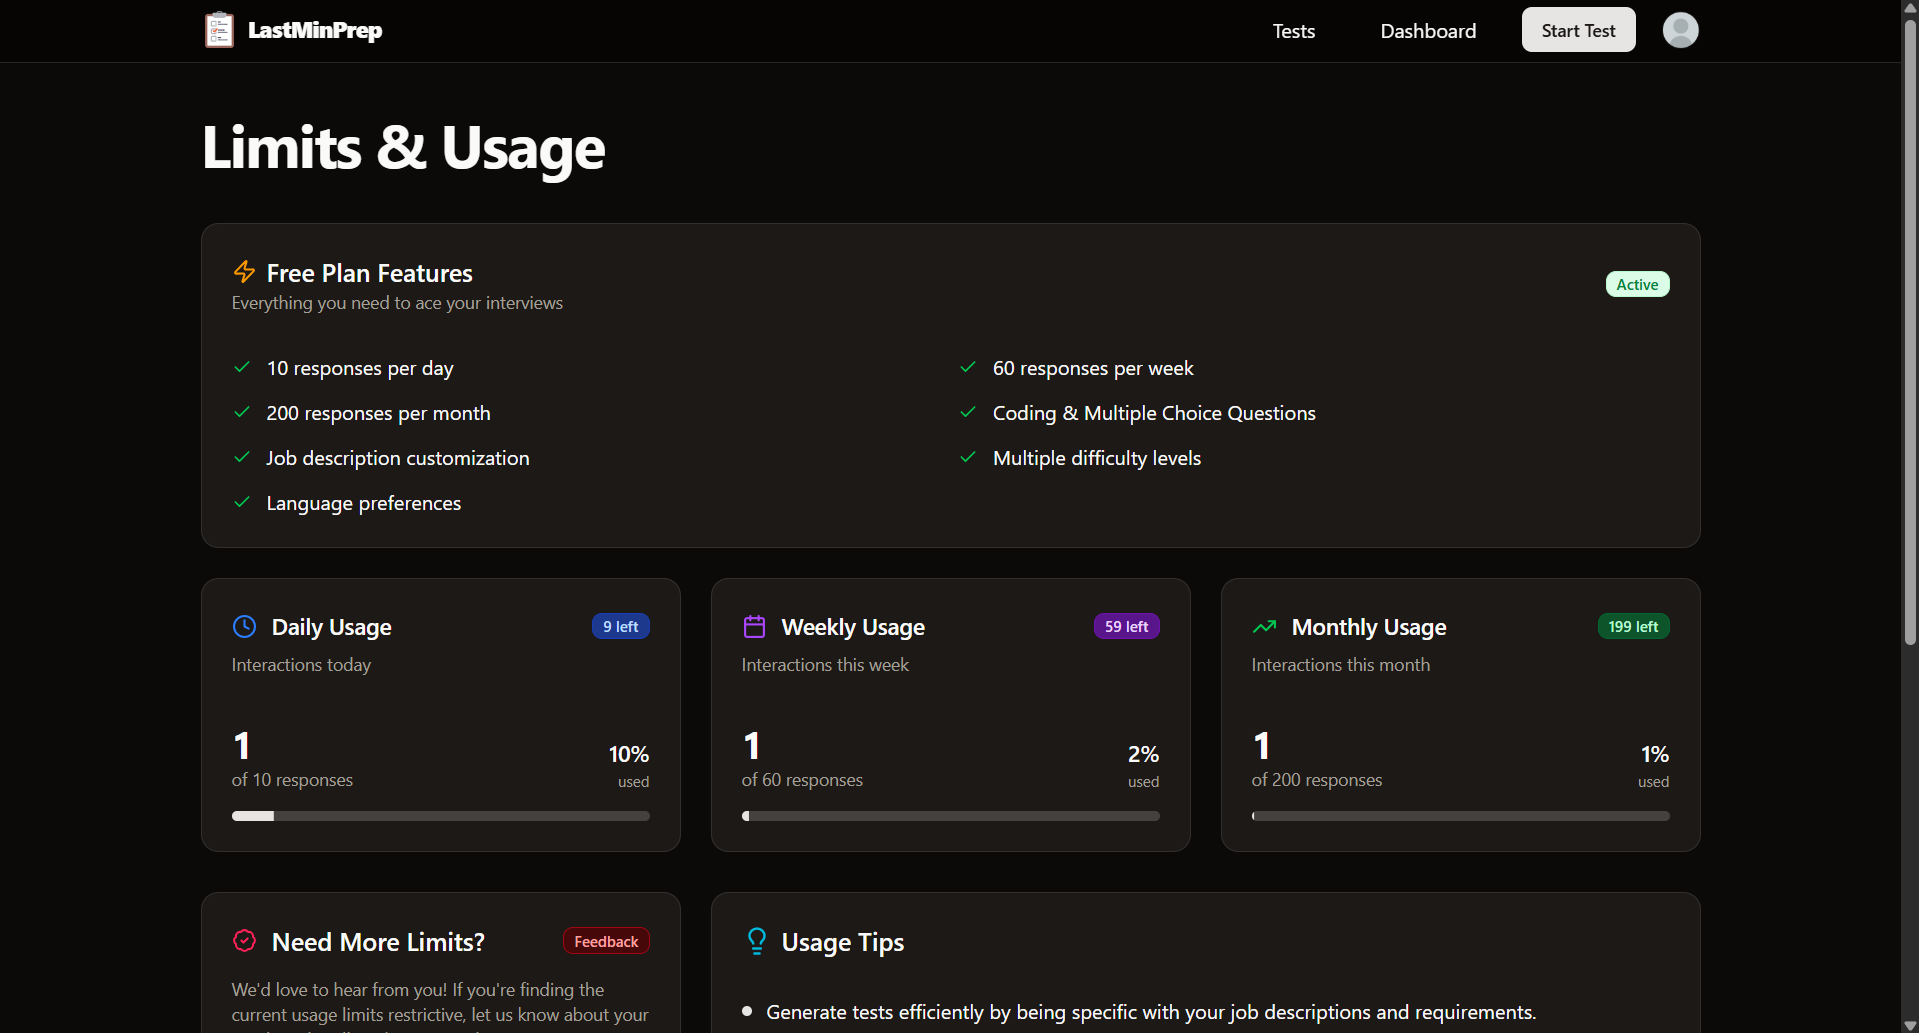 LastMinPrep
Tests
Dashboard
Start Test
Limits & Usage
Free Plan Features
Everything you need to ace your interviews
Active
10 responses per day
60 responses per week
200 responses per month
Coding & Multiple Choice Questions
Job description customization
Multiple difficulty levels
Language preferences
Daily Usage
9 left
Interactions today
1
of 10 responses
10%
used
Weekly Usage
59 left
Interactions this week
1
of 60 responses
2%
used
Monthly Usage
199 left
Interactions this month
1
of 200 responses
1%
used
Need More Limits?
Feedback
We'd love to hear from you! If you're finding the
current usage limits restrictive, let us know about your
Usage Tips
Generate tests efficiently by being specific with your job descriptions and requirements.